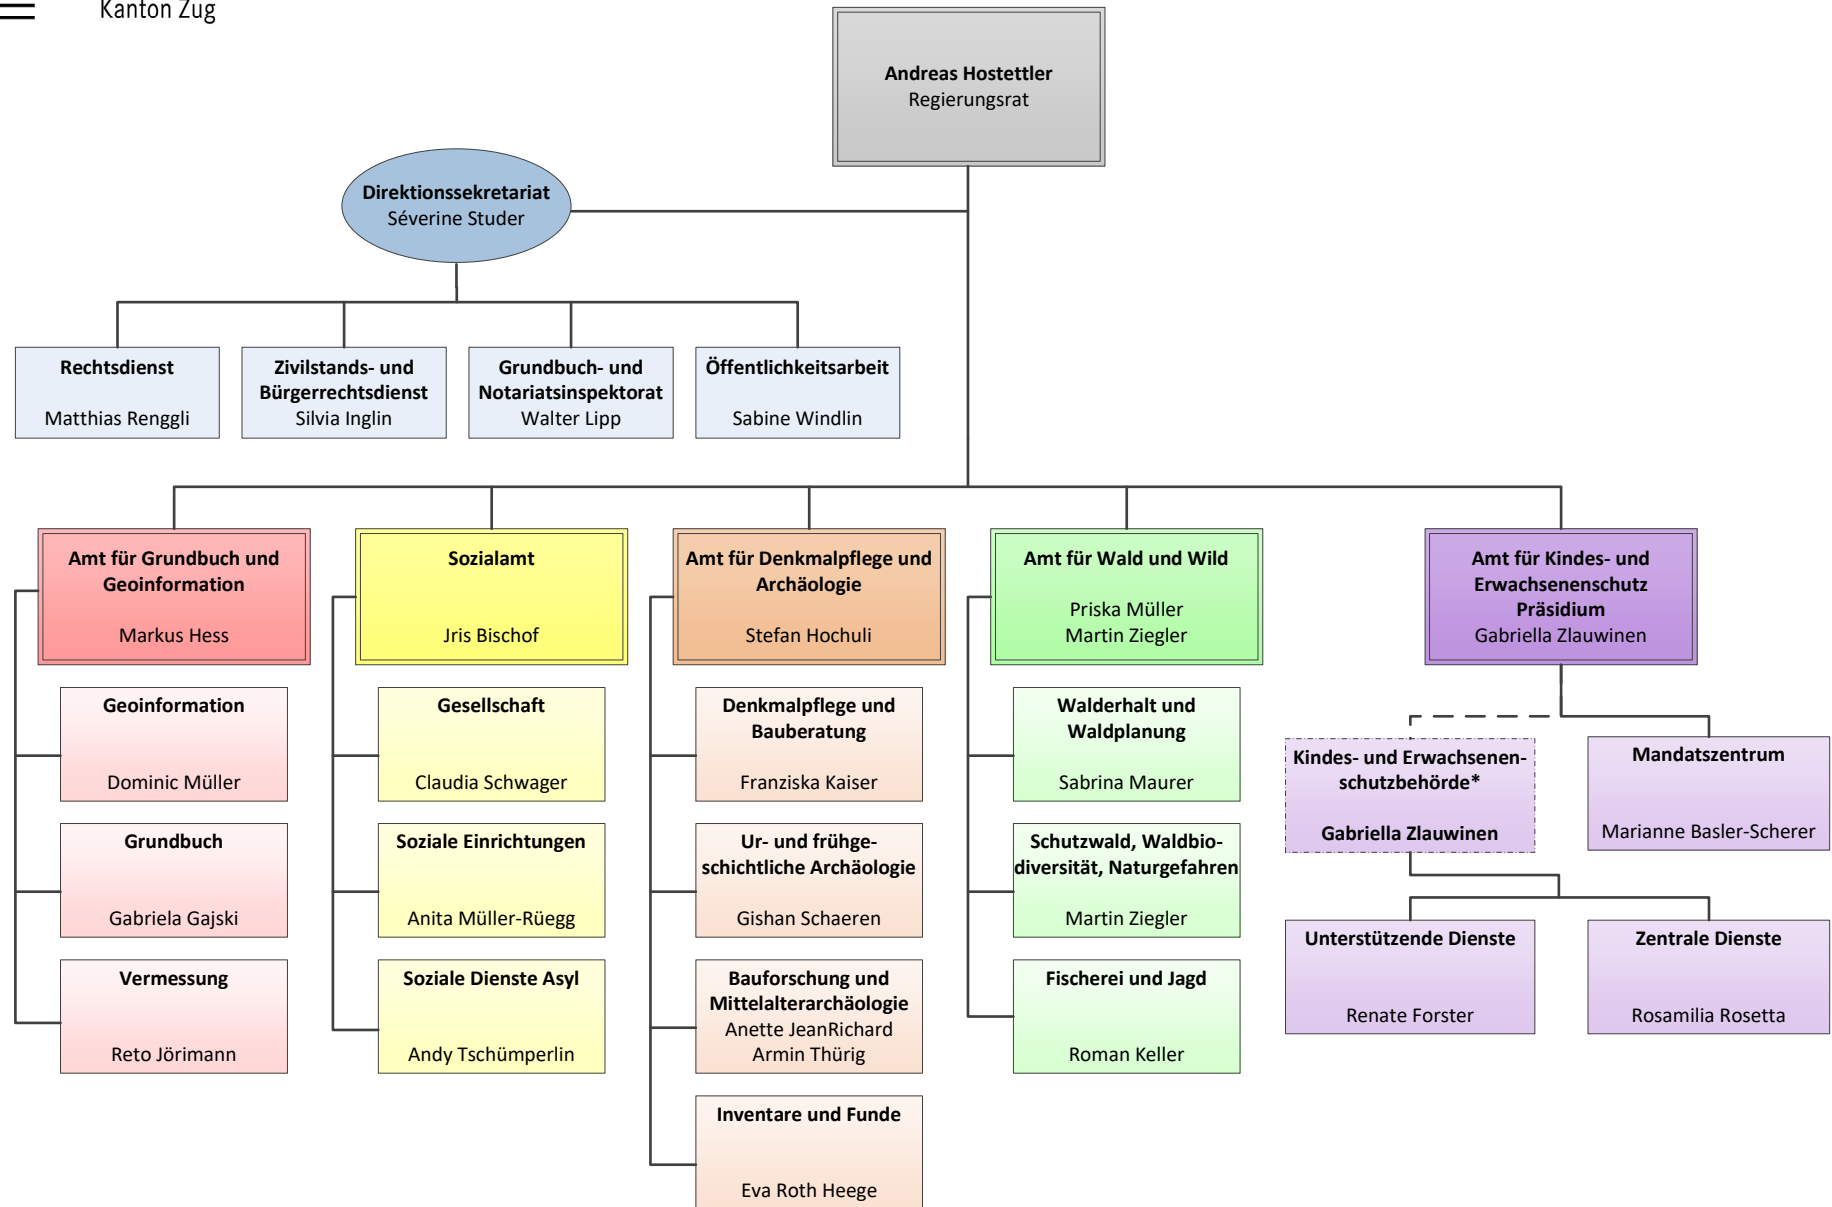 Kanton Zug
Andreas Hostettler
Regierungsrat
Direktionssekretariat
Séverine Studer
Rechtsdienst
Matthias Renggli
Zivilstands- und
Bürgerrechtsdienst
Silvia Inglin
Grundbuch- und
Notariatsinspektorat
Walter Lipp
Öffentlichkeitsarbeit
Sabine Windlin
Amt für Grundbuch und
Geoinformation
Markus Hess
Geoinformation
Dominic Müller
Grundbuch
Gabriela Gajski
Vermessung
Reto Jörimann
Sozialamt
Jris Bischof
Gesellschaft
Claudia Schwager
Soziale Einrichtungen
Anita Müller-Rüegg
Soziale Dienste Asyl
Andy Tschümperlin
Amt für Denkmalpflege und
Archäologie
Stefan Hochuli
Denkmalpflege und
Bauberatung
Franziska Kaiser
Ur- und frühge-
schichtliche Archäologie
Gishan Schaeren
Bauforschung und
Mittelalterarchäologie
Anette JeanRichard
Armin Thürig
Inventare und Funde
Eva Roth Heege
Amt für Wald und Wild
Priska Müller
Martin Ziegler
Walderhalt und
Waldplanung
Sabrina Maurer
Schutzwald, Waldbio-
diversität, Naturgefahren
Martin Ziegler
Fischerei und Jagd
Roman Keller
Amt für Kindes- und
Erwachsenenschutz
Präsidium
Gabriella Zlauwinen
Kindes- und Erwachsenen-
schutzbehörde*
Gabriella Zlauwinen
Mandatszentrum
Marianne Basler-Scherer
Unterstützende Dienste
Renate Forster
Zentrale Dienste
Rosamilia Rosetta